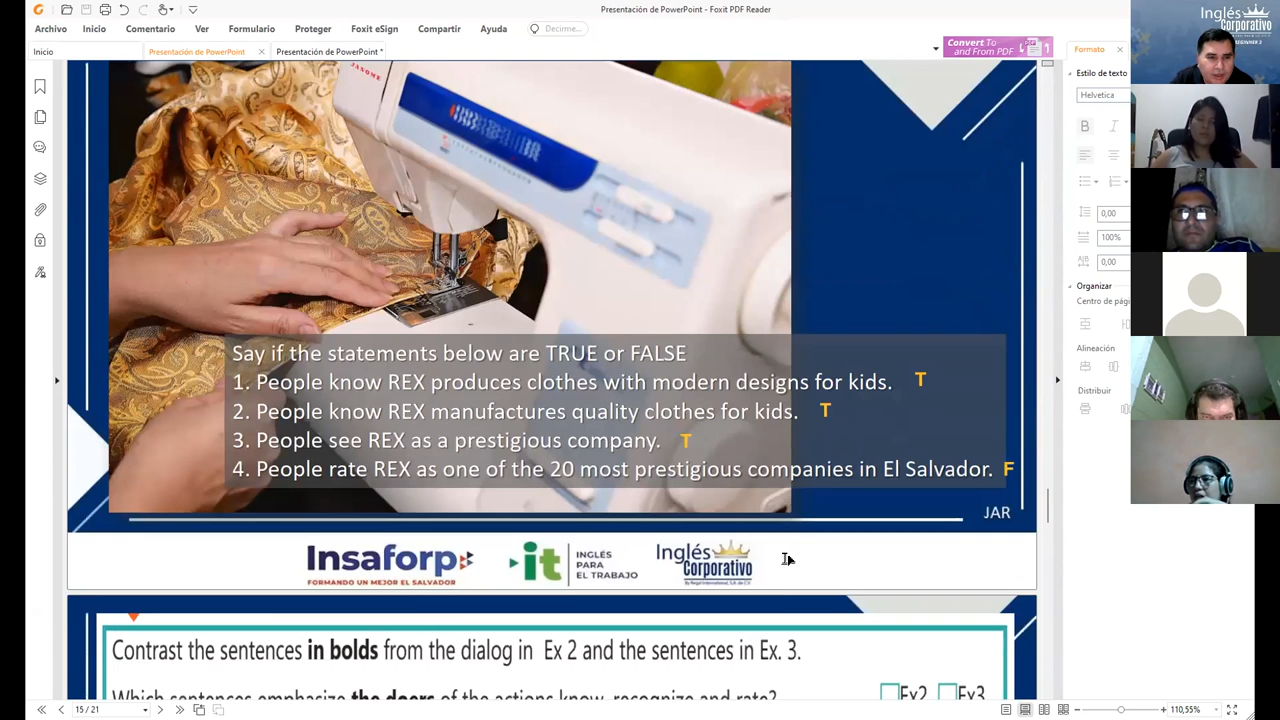 Presentación de PowerPoint - Foxit PDF Reader
Archivo Inicio Comentario Ver Formulario Proteger Foxit eSign Compartir Ayuda Decirme...
Inicio Presentación de PowerPoint Presentación de PowerPoint *
Convert To
and From PDF
Formato
Estilo de texto
Helvetica
0,00
100%
0,00
Organizar
Centro de pág
Alineación
Distribuir
Inglés
Corporativo
JANOME
Say if the statements below are TRUE or FALSE
1. People know REX produces clothes with modern designs for kids. T
2. People know REX manufactures quality clothes for kids. T
3. People see REX as a prestigious company. T
4. People rate REX as one of the 20 most prestigious companies in El Salvador. F
JAR
Insaforp
FORMANDO UN MEJOR EL SALVADOR
it INGLÉS
PARA
EL TRABAJO
Inglés
Corporativo
Contrast the sentences in bolds from the dialog in Ex 2 and the sentences in Ex. 3.
Which sentences emphasize the doers of the actions know, recognize and rate? Ex2 Ex3
15 / 21
110,55%